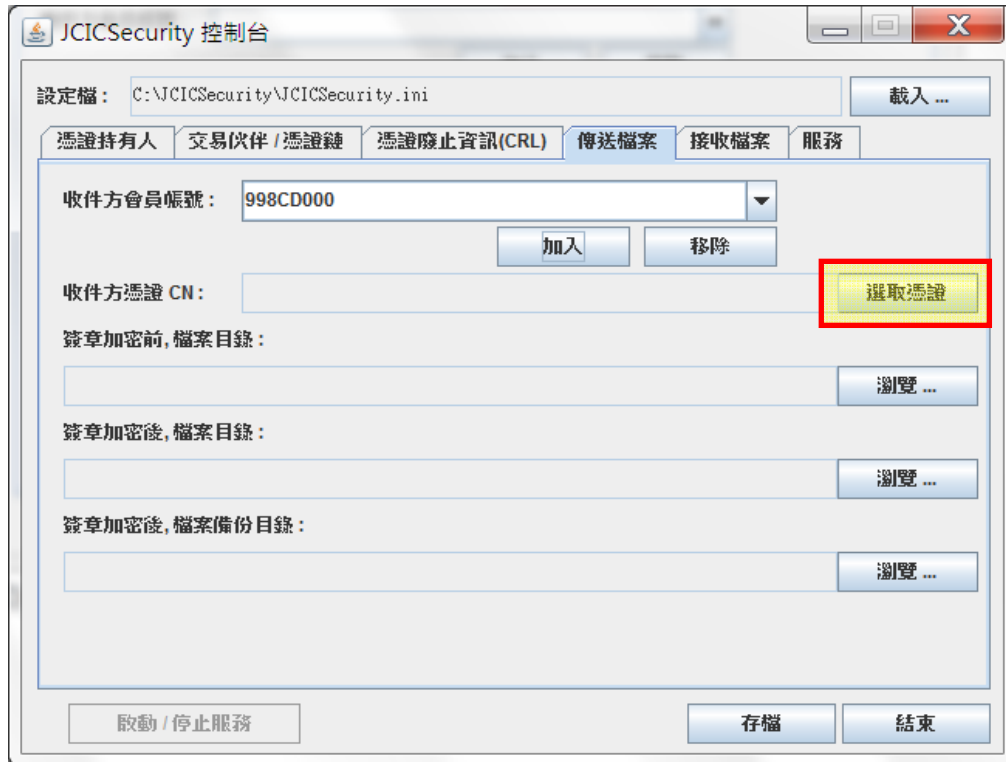 JCICSecurity 控制台
設定檔： C:\JCICSecurity\JCICSecurity.ini 載入 ...
憑證持有人 交易伙伴 / 憑證鏈 憑證廢止資訊(CRL) 傳送檔案 接收檔案 服務
收件方會員帳號： 998CD000
加入 移除
收件方憑證 CN： 選取憑證
簽章加密前, 檔案目錄：
瀏覽 ...
簽章加密後, 檔案目錄：
瀏覽 ...
簽章加密後, 檔案備份目錄：
瀏覽 ...
啟動 / 停止服務 存檔 結束